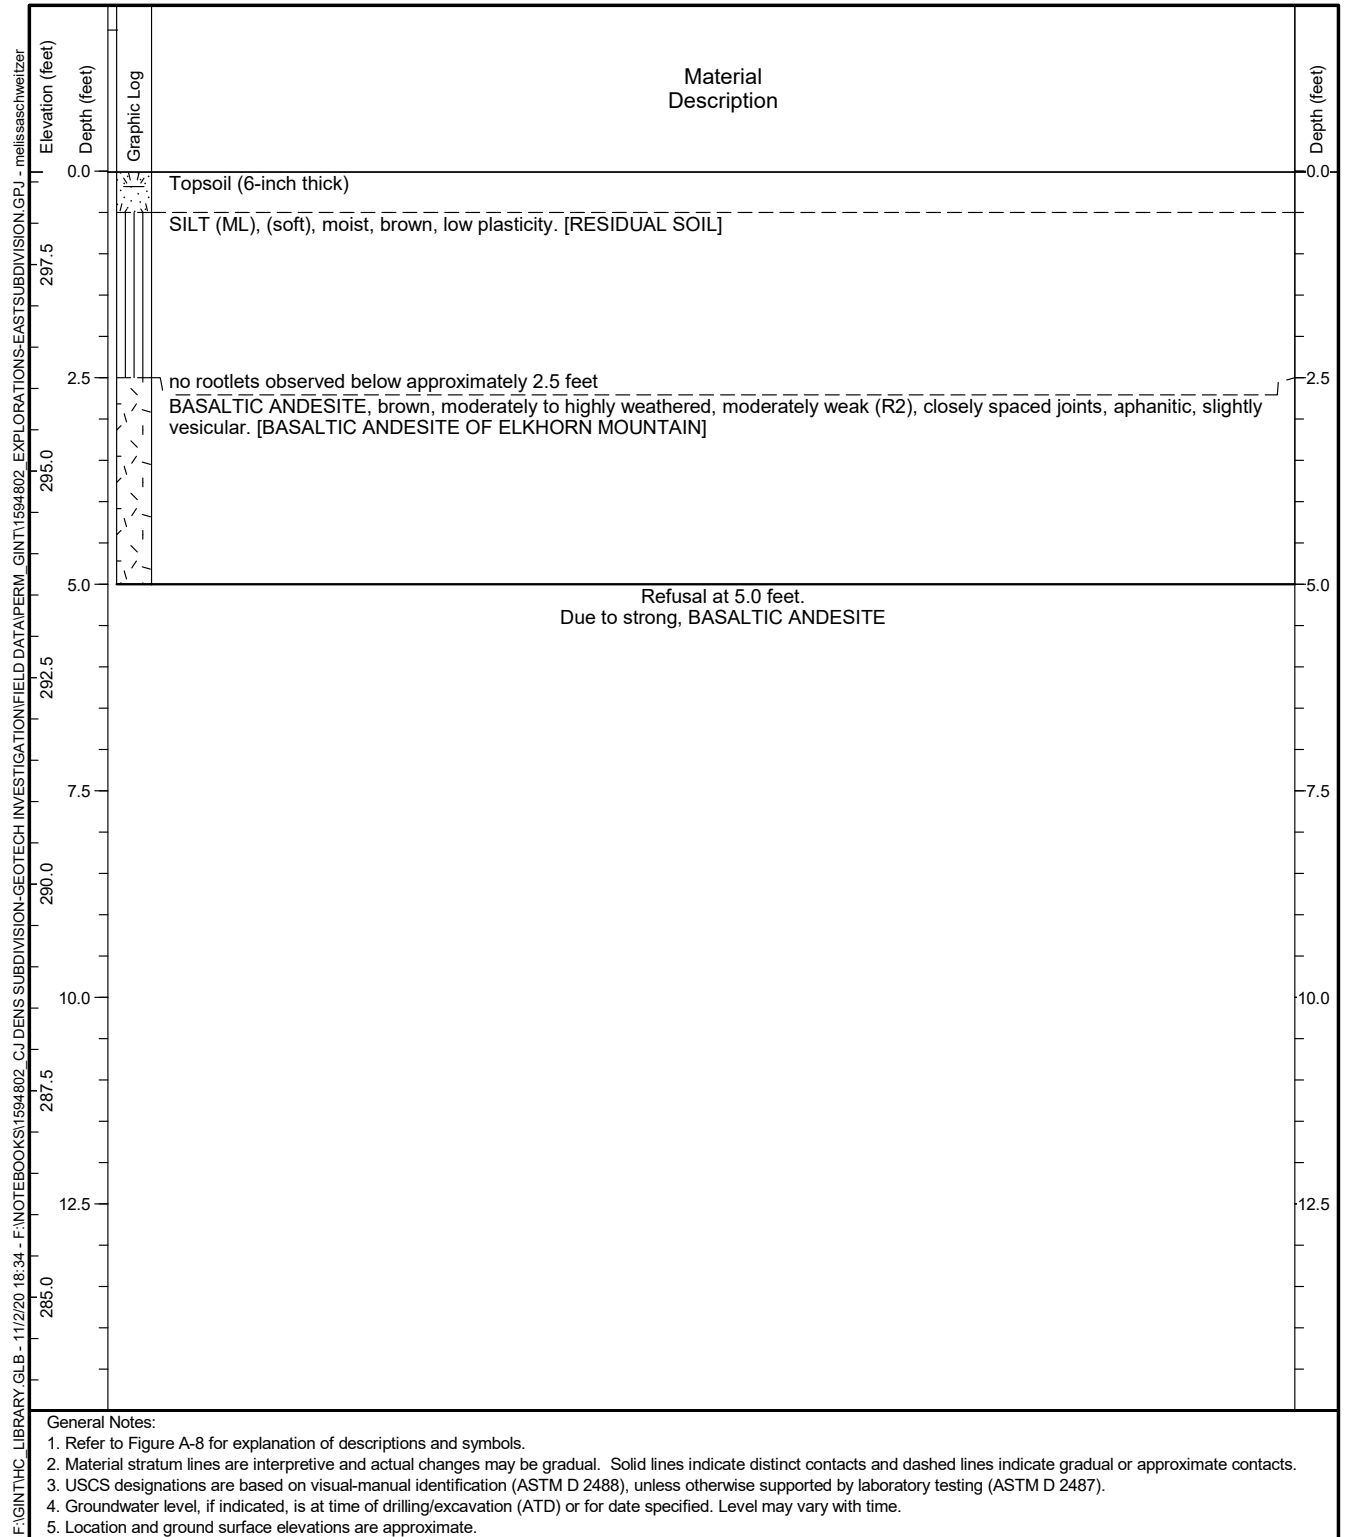 F:\GINT\HC_LIBRARY.GLB - 11/2/20 18:34 - F:\NOTEBOOKS\1594802_CJ DENS SUBDIVISION-GEOTECH INVESTIGATION\FIELD DATA\PERM_GINT\1594802_EXPLORATIONS-EASTSUBDIVISION.GPJ - melissaschweitzer
Elevation (feet)
Depth (feet)
Graphic Log
Material
Description
Depth (feet)
0.0
0.0
Topsoil (6-inch thick)
SILT (ML), (soft), moist, brown, low plasticity. [RESIDUAL SOIL]
297.5
2.5
no rootlets observed below approximately 2.5 feet
2.5
BASALTIC ANDESITE, brown, moderately to highly weathered, moderately weak (R2), closely spaced joints, aphanitic, slightly
vesicular. [BASALTIC ANDESITE OF ELKHORN MOUNTAIN]
295.0
5.0
5.0
Refusal at 5.0 feet.
Due to strong, BASALTIC ANDESITE
292.5
7.5
7.5
290.0
10.0
10.0
287.5
12.5
12.5
285.0
General Notes:
1. Refer to Figure A-8 for explanation of descriptions and symbols.
2. Material stratum lines are interpretive and actual changes may be gradual. Solid lines indicate distinct contacts and dashed lines indicate gradual or approximate contacts.
3. USCS designations are based on visual-manual identification (ASTM D 2488), unless otherwise supported by laboratory testing (ASTM D 2487).
4. Groundwater level, if indicated, is at time of drilling/excavation (ATD) or for date specified. Level may vary with time.
5. Location and ground surface elevations are approximate.